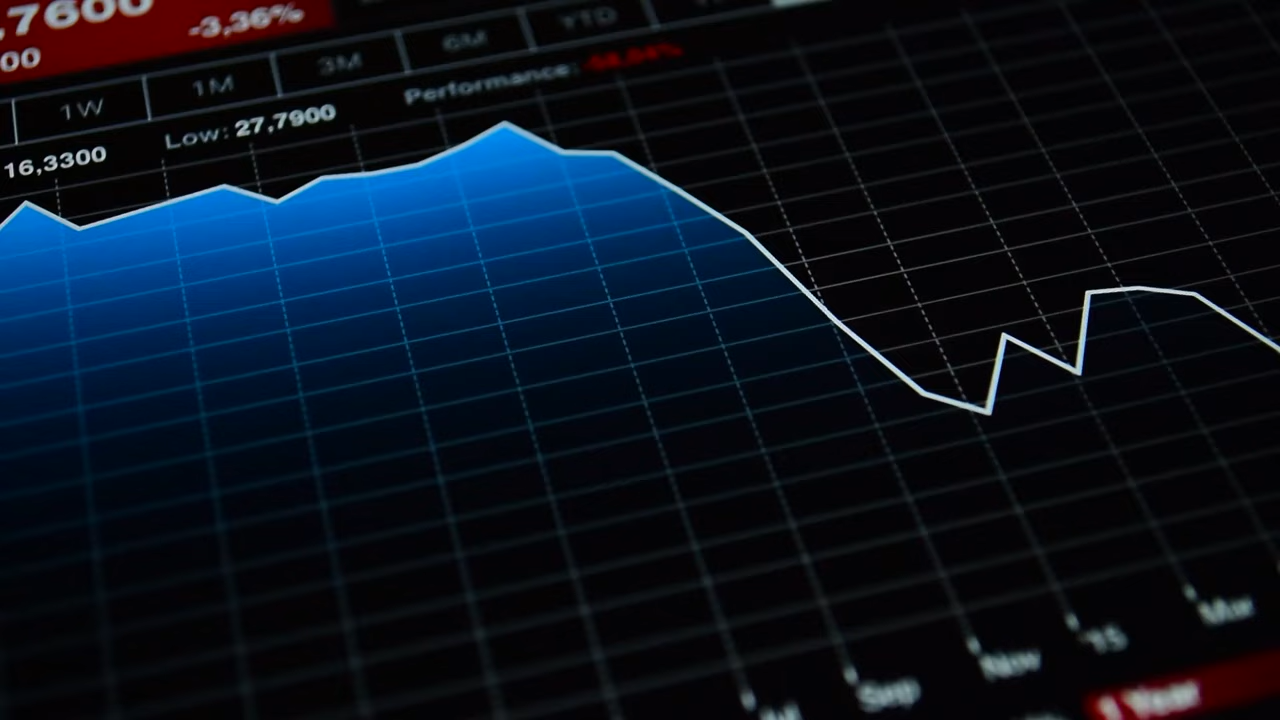 ,7600 -3,36%
00
1W 1M 3M 6M YTD
16,3300 Low: 27,7900 Performance:
Jul Sep Nov '15 Mar
1 Year